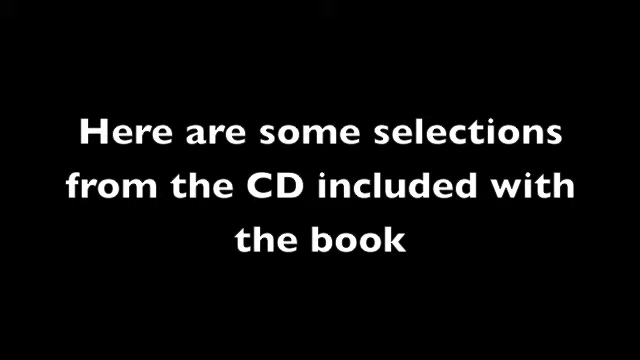 Here are some selections
from the CD included with
the book